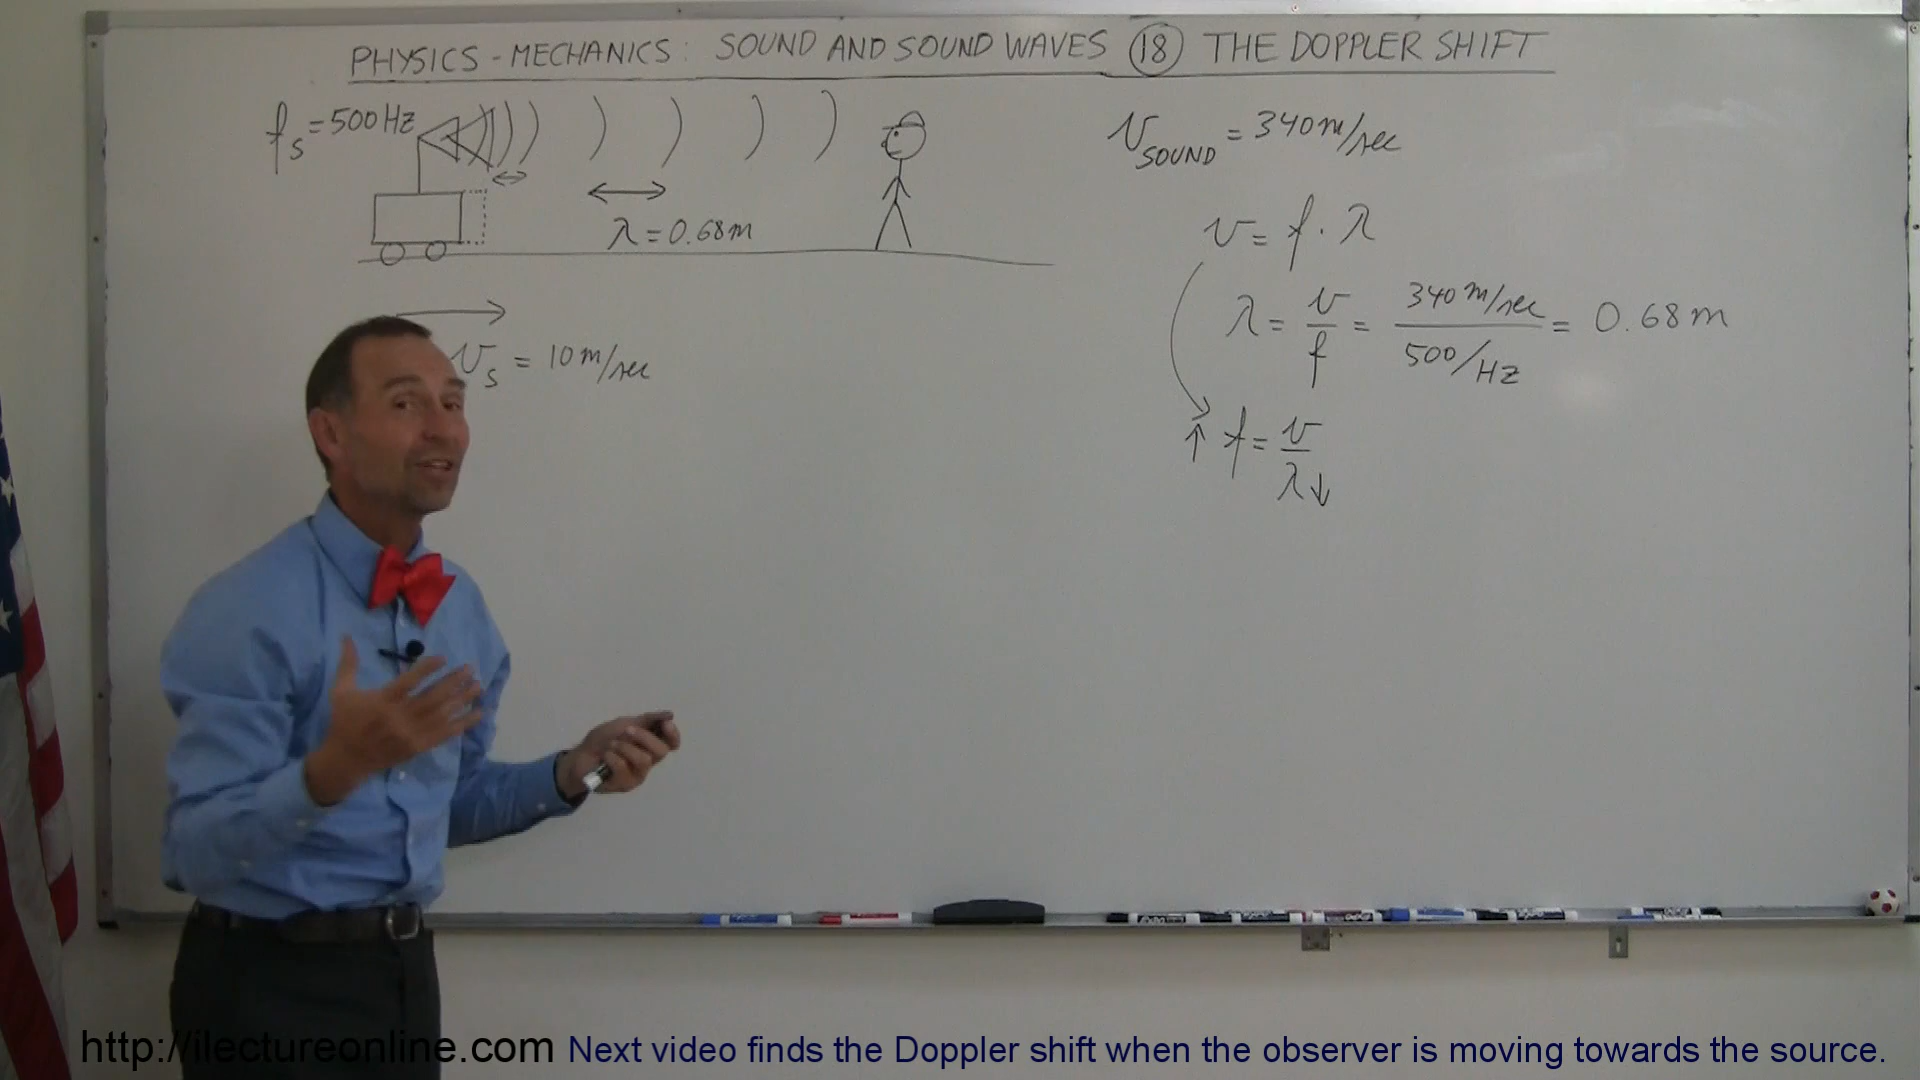 PHYSICS - MECHANICS: SOUND AND SOUND WAVES 18 THE DOPPLER SHIFT
fs = 500 Hz
λ = 0.68 m
vs = 10 m/sec
vSOUND = 340 m/sec
v = f · λ
λ = v/f = 340 m/sec / 500/Hz = 0.68 m
↑ f = v/λ ↓
http://ilectureonline.com Next video finds the Doppler shift when the observer is moving towards the source.